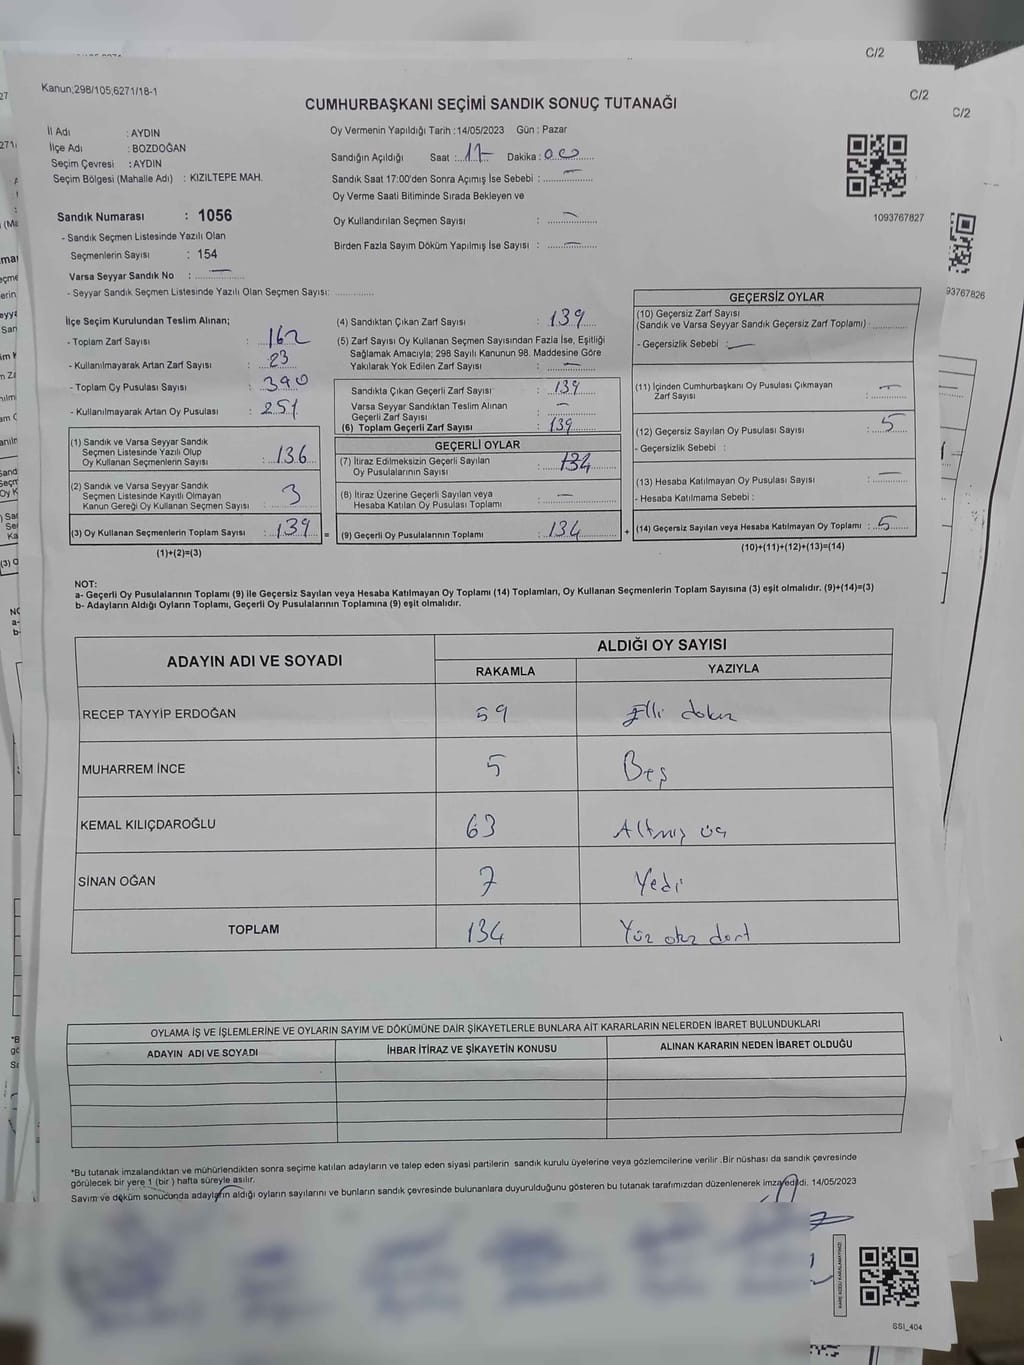 C/2
C/2
C/2
Kanun;298/105;6271/18-1
CUMHURBAŞKANI SEÇİMİ SANDIK SONUÇ TUTANAĞI
İl Adı : AYDIN
İlçe Adı : BOZDOĞAN
Seçim Çevresi : AYDIN
Seçim Bölgesi (Mahalle Adı) : KIZILTEPE MAH.
Oy Vermenin Yapıldığı Tarih :14/05/2023 Gün : Pazar
Sandığın Açıldığı Saat : 17 Dakika : 00
Sandık Saat 17:00'den Sonra Açımış İse Sebebi : —
Oy Verme Saati Bitiminde Sırada Bekleyen ve
Oy Kullandırılan Seçmen Sayısı : —
Birden Fazla Sayım Döküm Yapılmış İse Sayısı : —
1093767827
93767826
Sandık Numarası : 1056
- Sandık Seçmen Listesinde Yazılı Olan
Seçmenlerin Sayısı : 154
Varsa Seyyar Sandık No : —
- Seyyar Sandık Seçmen Listesinde Yazılı Olan Seçmen Sayısı: ............
İlçe Seçim Kurulundan Teslim Alınan;
- Toplam Zarf Sayısı : 162
- Kullanılmayarak Artan Zarf Sayısı : 23
- Toplam Oy Pusulası Sayısı : 390
- Kullanılmayarak Artan Oy Pusulası : 251
(1) Sandık ve Varsa Seyyar Sandık
Seçmen Listesinde Yazılı Olup
Oy Kullanan Seçmenlerin Sayısı : 136
(2) Sandık ve Varsa Seyyar Sandık
Seçmen Listesinde Kayıtlı Olmayan
Kanun Gereği Oy Kullanan Seçmen Sayısı : 3
(3) Oy Kullanan Seçmenlerin Toplam Sayısı : 139 =
(1)+(2)=(3)
(4) Sandıktan Çıkan Zarf Sayısı : 139
(5) Zarf Sayısı Oy Kullanan Seçmen Sayısından Fazla İse, Eşitliği
Sağlamak Amacıyla; 298 Sayılı Kanunun 98. Maddesine Göre
Yakılarak Yok Edilen Zarf Sayısı : —
Sandıkta Çıkan Geçerli Zarf Sayısı : 139
Varsa Seyyar Sandıktan Teslim Alınan
Geçerli Zarf Sayısı : —
(6) Toplam Geçerli Zarf Sayısı : 139
GEÇERLİ OYLAR
(7) İtiraz Edilmeksizin Geçerli Sayılan
Oy Pusulalarının Sayısı : 134
(8) İtiraz Üzerine Geçerli Sayılan veya
Hesaba Katılan Oy Pusulası Toplamı : —
(9) Geçerli Oy Pusulalarının Toplamı : 134 +
GEÇERSİZ OYLAR
(10) Geçersiz Zarf Sayısı
(Sandık ve Varsa Seyyar Sandık Geçersiz Zarf Toplamı) : .........
- Geçersizlik Sebebi : —
(11) İçinden Cumhurbaşkanı Oy Pusulası Çıkmayan
Zarf Sayısı : —
(12) Geçersiz Sayılan Oy Pusulası Sayısı : 5
- Geçersizlik Sebebi :
(13) Hesaba Katılmayan Oy Pusulası Sayısı : —
- Hesaba Katılmama Sebebi :
(14) Geçersiz Sayılan veya Hesaba Katılmayan Oy Toplamı : 5
(10)+(11)+(12)+(13)=(14)
NOT:
a- Geçerli Oy Pusulalarının Toplamı (9) ile Geçersiz Sayılan veya Hesaba Katılmayan Oy Toplamı (14) Toplamları, Oy Kullanan Seçmenlerin Toplam Sayısına (3) eşit olmalıdır. (9)+(14)=(3)
b- Adayların Aldığı Oyların Toplamı, Geçerli Oy Pusulalarının Toplamına (9) eşit olmalıdır.
ADAYIN ADI VE SOYADI ALDIĞI OY SAYISI
RAKAMLA YAZIYLA
RECEP TAYYİP ERDOĞAN 59 Elli dokuz
MUHARREM İNCE 5 Beş
KEMAL KILIÇDAROĞLU 63 Altmış üç
SİNAN OĞAN 7 Yedi
TOPLAM 134 Yüz otuz dört
OYLAMA İŞ VE İŞLEMLERİNE VE OYLARIN SAYIM VE DÖKÜMÜNE DAİR ŞİKAYETLERLE BUNLARA AİT KARARLARIN NELERDEN İBARET BULUNDUKLARI
ADAYIN ADI VE SOYADI İHBAR İTİRAZ VE ŞİKAYETİN KONUSU ALINAN KARARIN NEDEN İBARET OLDUĞU
*Bu tutanak imzalandıktan ve mühürlendikten sonra seçime katılan adayların ve talep eden siyasi partilerin sandık kurulu üyelerine veya gözlemcilerine verilir .Bir nüshası da sandık çevresinde
görülecek bir yere 1 (bir ) hafta süreyle asılır.
Sayım ve döküm sonucunda adayların aldığı oyların sayılarını ve bunların sandık çevresinde bulunanlara duyurulduğunu gösteren bu tutanak tarafımızdan düzenlenerek imza edildi. 14/05/2023
KARE KODU KARALAMAYINIZ!
SSI_404